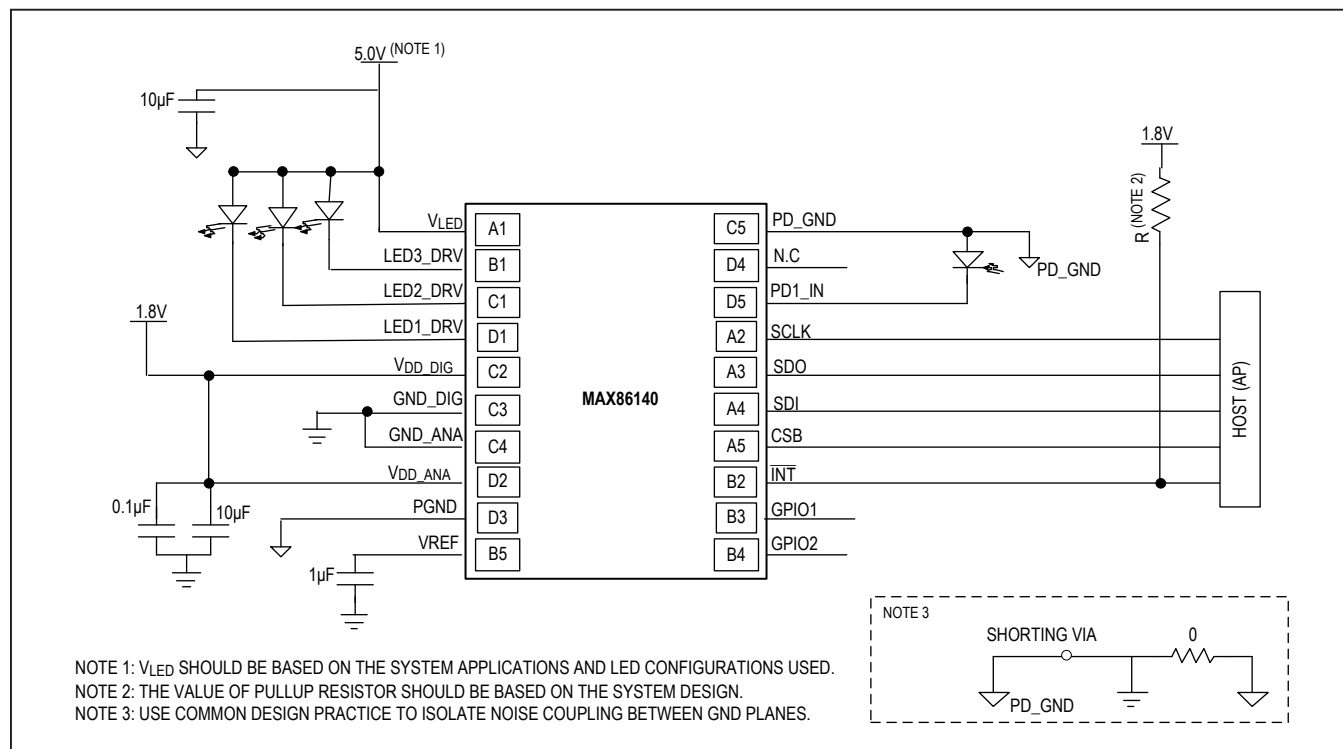 5.0V (NOTE 1)
10µF
1.8V
R (NOTE 2)
VLED
A1
LED3_DRV
B1
LED2_DRV
C1
LED1_DRV
D1
1.8V
VDD_DIG
C2
GND_DIG
C3
GND_ANA
C4
VDD_ANA
D2
0.1µF
10µF
PGND
D3
VREF
B5
1µF
MAX86140
C5
PD_GND
PD_GND
D4
N.C
D5
PD1_IN
A2
SCLK
A3
SDO
A4
SDI
A5
CSB
B2
INT
B3
GPIO1
B4
GPIO2
HOST (AP)
NOTE 3
SHORTING VIA
0
PD_GND
NOTE 1: VLED SHOULD BE BASED ON THE SYSTEM APPLICATIONS AND LED CONFIGURATIONS USED.
NOTE 2: THE VALUE OF PULLUP RESISTOR SHOULD BE BASED ON THE SYSTEM DESIGN.
NOTE 3: USE COMMON DESIGN PRACTICE TO ISOLATE NOISE COUPLING BETWEEN GND PLANES.